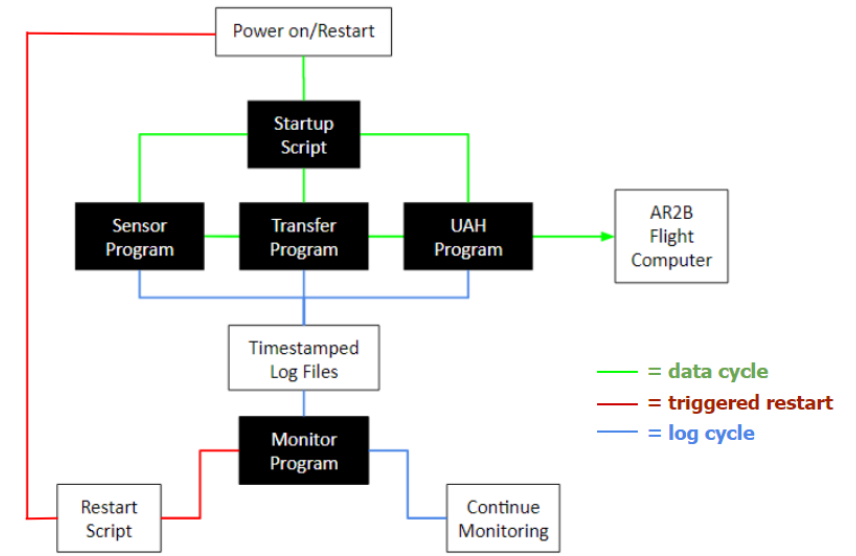 Power on/Restart
Startup
Script
Sensor
Program
Transfer
Program
UAH
Program
AR2B
Flight
Computer
Timestamped
Log Files
= data cycle
= triggered restart
= log cycle
Monitor
Program
Restart
Script
Continue
Monitoring